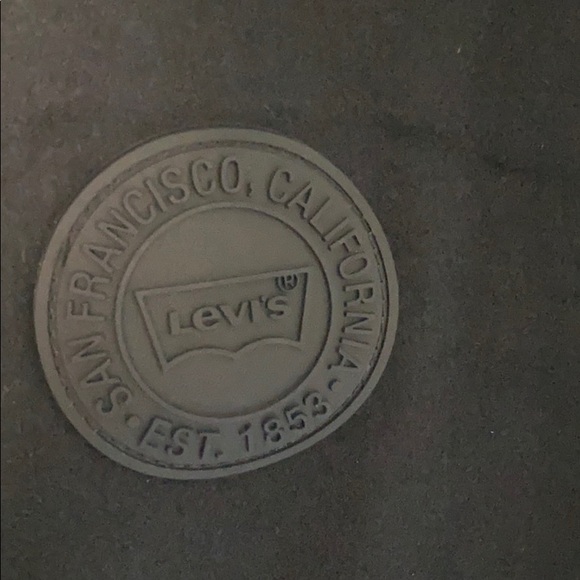 SAN FRANCISCO, CALIFORNIA
Levi's®
· EST. 1853 ·